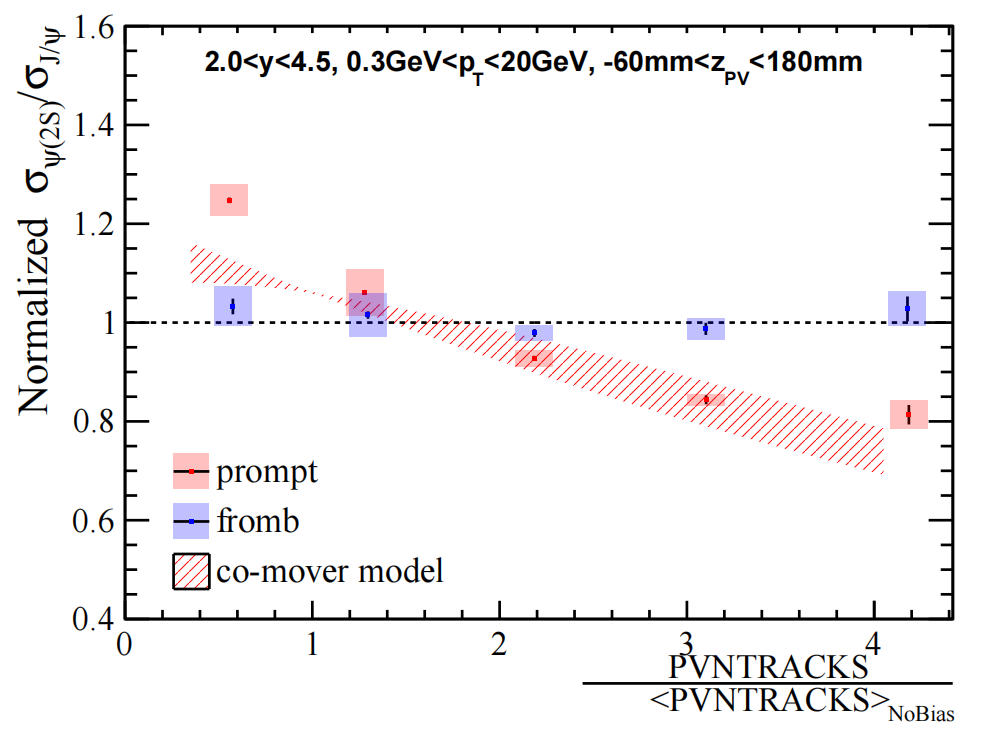 Normalized σψ(2S)/σJ/ψ
1.6
1.4
1.2
1
0.8
0.6
0.4
2.0<y<4.5, 0.3GeV<pT<20GeV, -60mm<zPV<180mm
prompt
fromb
co-mover model
0 1 2 3 4
PVNTRACKS
<PVNTRACKS>NoBias